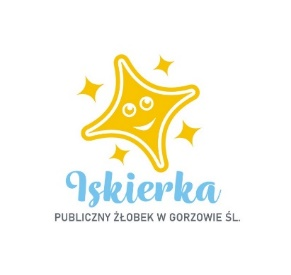 Iskierka
PUBLICZNY ŻŁOBEK W GORZOWIE ŚL.